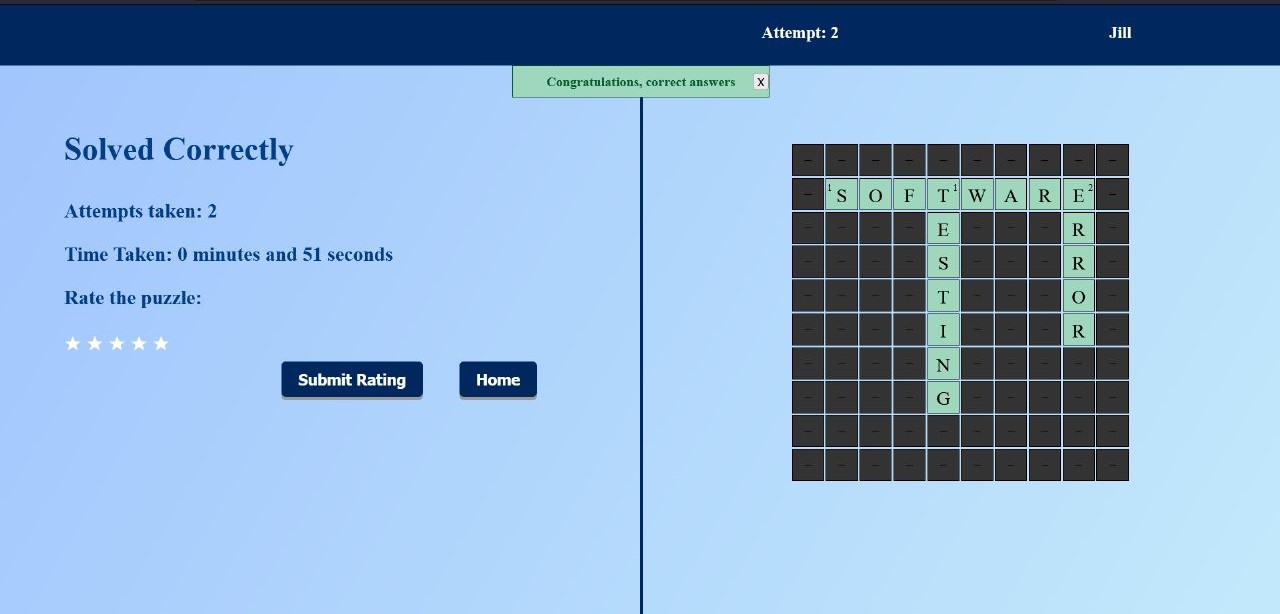 Attempt: 2 Jill
Congratulations, correct answers X
Solved Correctly
Attempts taken: 2
Time Taken: 0 minutes and 51 seconds
Rate the puzzle:
Submit Rating Home
- - - - - - - - - -
- 1 S O F T 1 W A R E 2 -
- - - - E - - - R -
- - - - S - - - R -
- - - - T - - - O -
- - - - I - - - R -
- - - - N - - - - -
- - - - G - - - - -
- - - - - - - - - -
- - - - - - - - - -